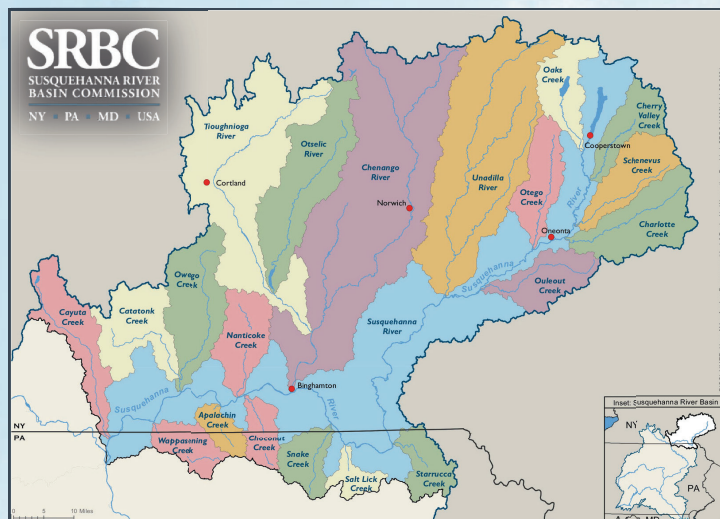 SRBC
SUSQUEHANNA RIVER
BASIN COMMISSION
NY • PA • MD • USA
Oaks
Creek
Cherry
Valley
Creek
Cooperstown
Tioughnioga
River
Otselic
River
Schenevus
Creek
Chenango
River
Unadilla
River
Cortland
Otego
Creek
River
Norwich
Charlotte
Creek
Oneonta
Susquehanna
Owego
Creek
Ouleout
Creek
Cayuta
Creek
Catatonk
Creek
Nanticoke
Creek
Susquehanna
River
Binghamton
Susquehanna
River
Apalachin
Creek
NY
PA
Wappasening
Creek
Choconut
Creek
Snake
Creek
Salt Lick
Creek
Starrucca
Creek
0 5 10 Miles
Inset: Susquehanna River Basin
NY
PA
MD